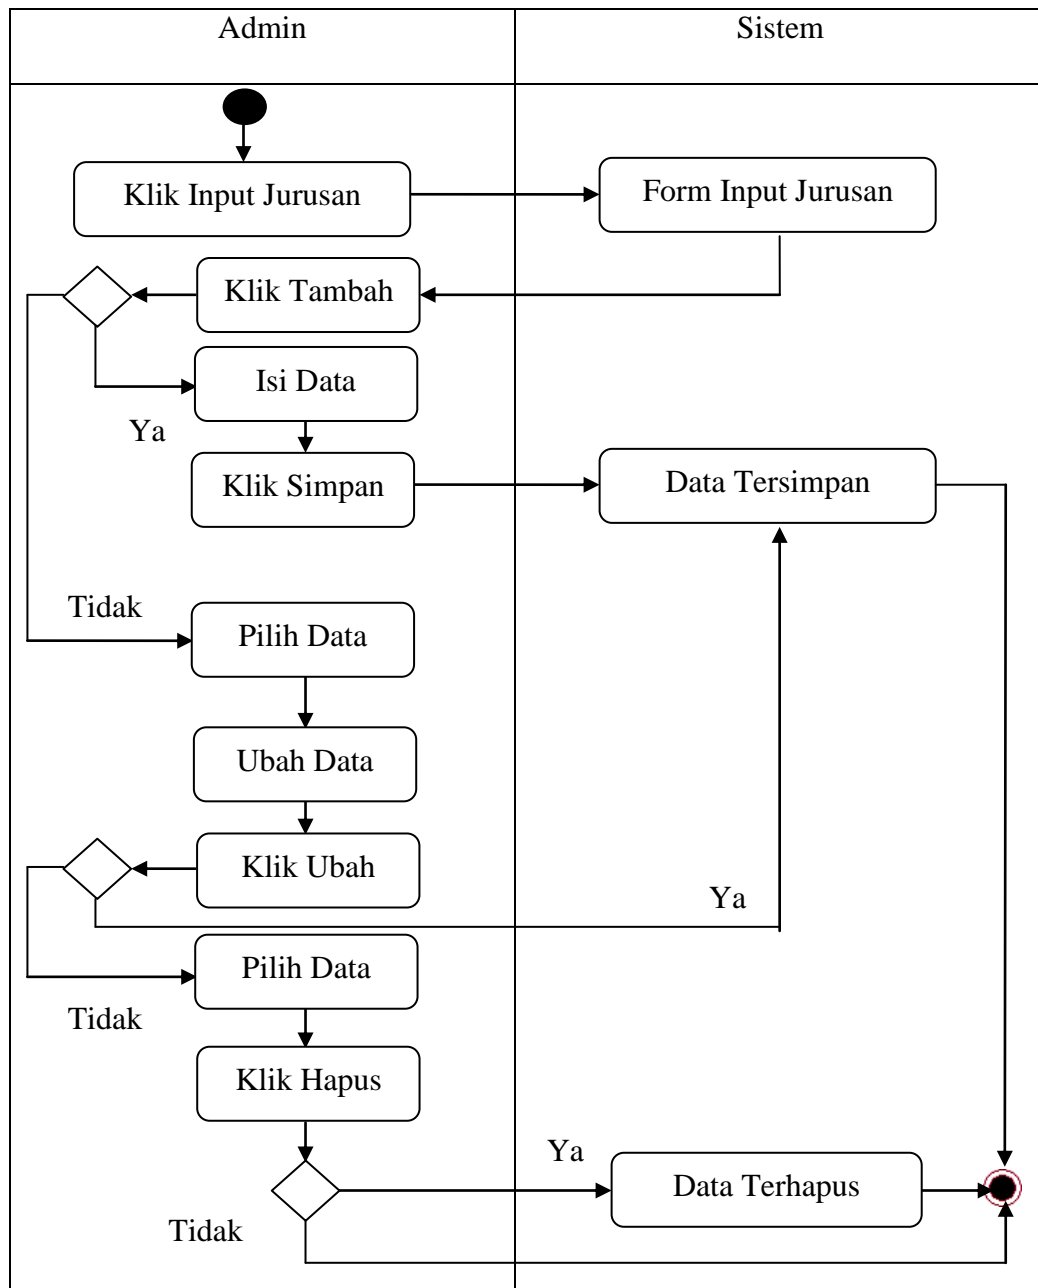 Admin
Sistem
Klik Input Jurusan
Form Input Jurusan
Klik Tambah
Isi Data
Ya
Klik Simpan
Data Tersimpan
Tidak
Pilih Data
Ubah Data
Klik Ubah
Ya
Pilih Data
Tidak
Klik Hapus
Ya
Data Terhapus
Tidak